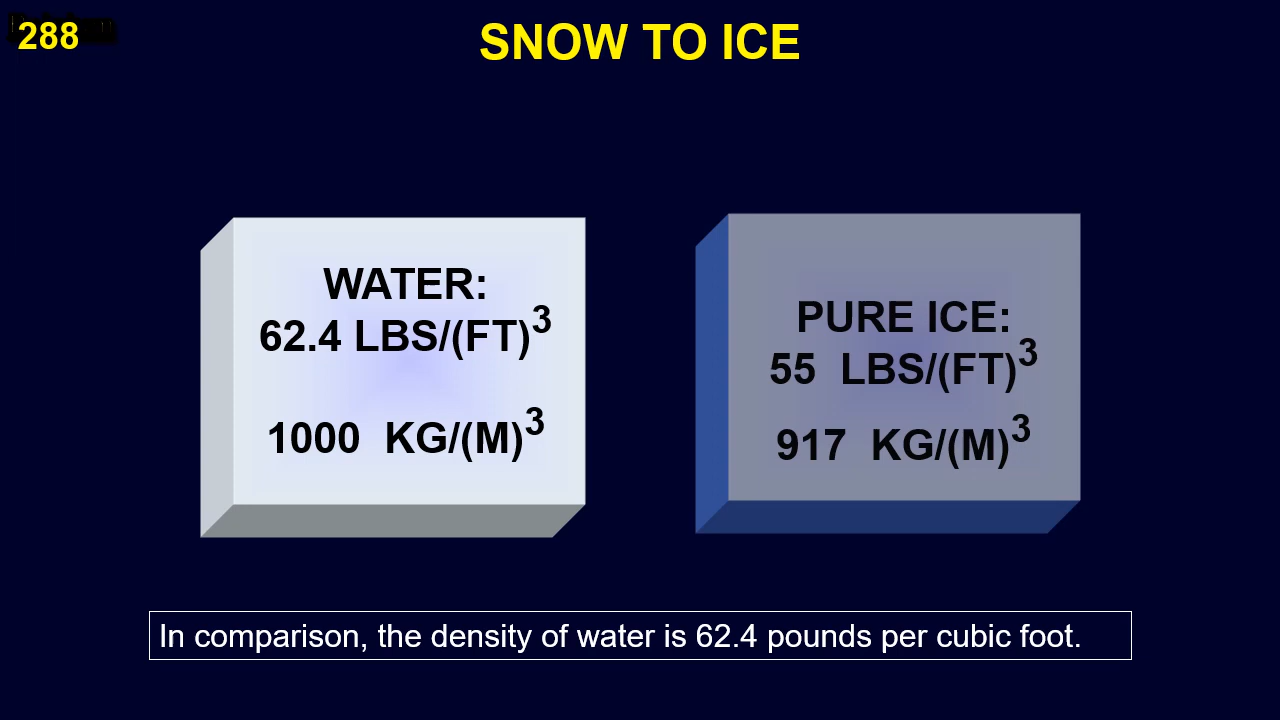 288
SNOW TO ICE
WATER:
62.4 LBS/(FT)3
1000 KG/(M)3
PURE ICE:
55 LBS/(FT)3
917 KG/(M)3
In comparison, the density of water is 62.4 pounds per cubic foot.